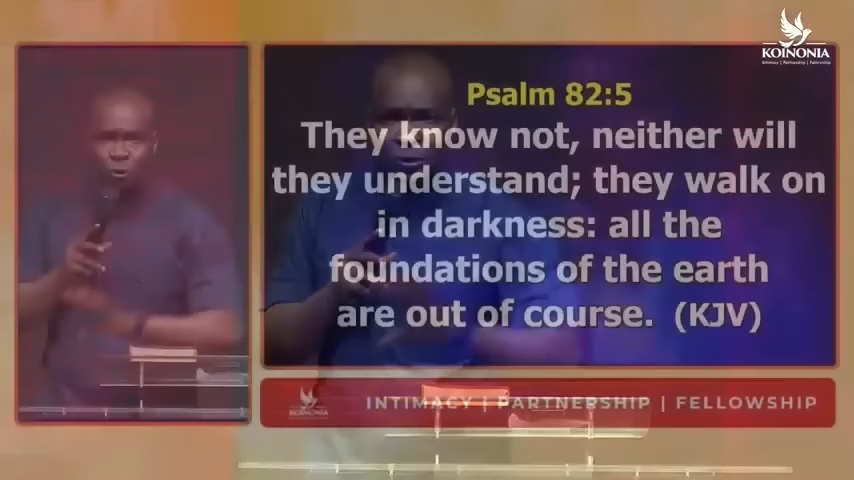 KOINONIA
Intimacy | Partnership | Fellowship
Psalm 82:5
They know not, neither will
they understand; they walk on
in darkness: all the
foundations of the earth
are out of course. (KJV)
KOINONIA
INTIMACY | PARTNERSHIP | FELLOWSHIP